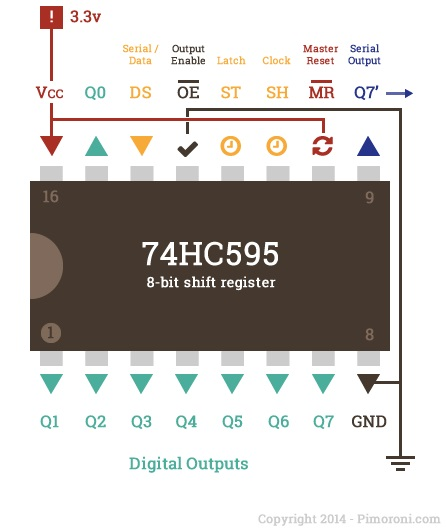 ! 3.3v
Serial / Output Master Serial
Data Enable Latch Clock Reset Output
VCC Q0 DS OE ST SH MR Q7'
16 9
74HC595
8-bit shift register
1 8
Q1 Q2 Q3 Q4 Q5 Q6 Q7 GND
Digital Outputs
Copyright 2014 - Pimoroni.com